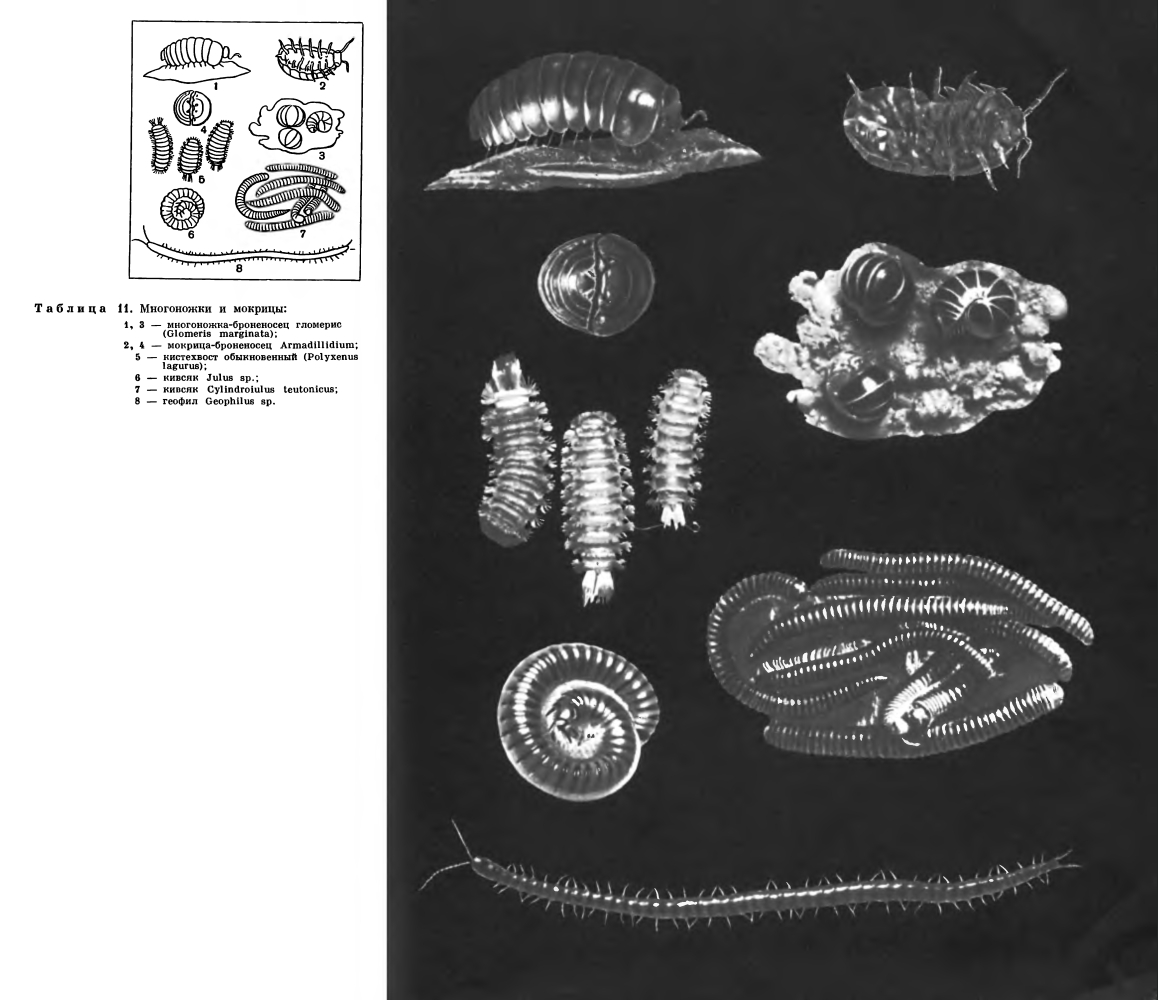 1
2
4
3
5
6
7
8
Таблица 11. Многоножки и мокрицы:
1, 3 — многоножка-броненосец гломерис
(Glomeris marginata);
2, 4 — мокрица-броненосец Armadillidium;
5 — кистехвост обыкновенный (Polyxenus
lagurus);
6 — кивсяк Julus sp.;
7 — кивсяк Cylindroiulus teutonicus;
8 — геофил Geophilus sp.